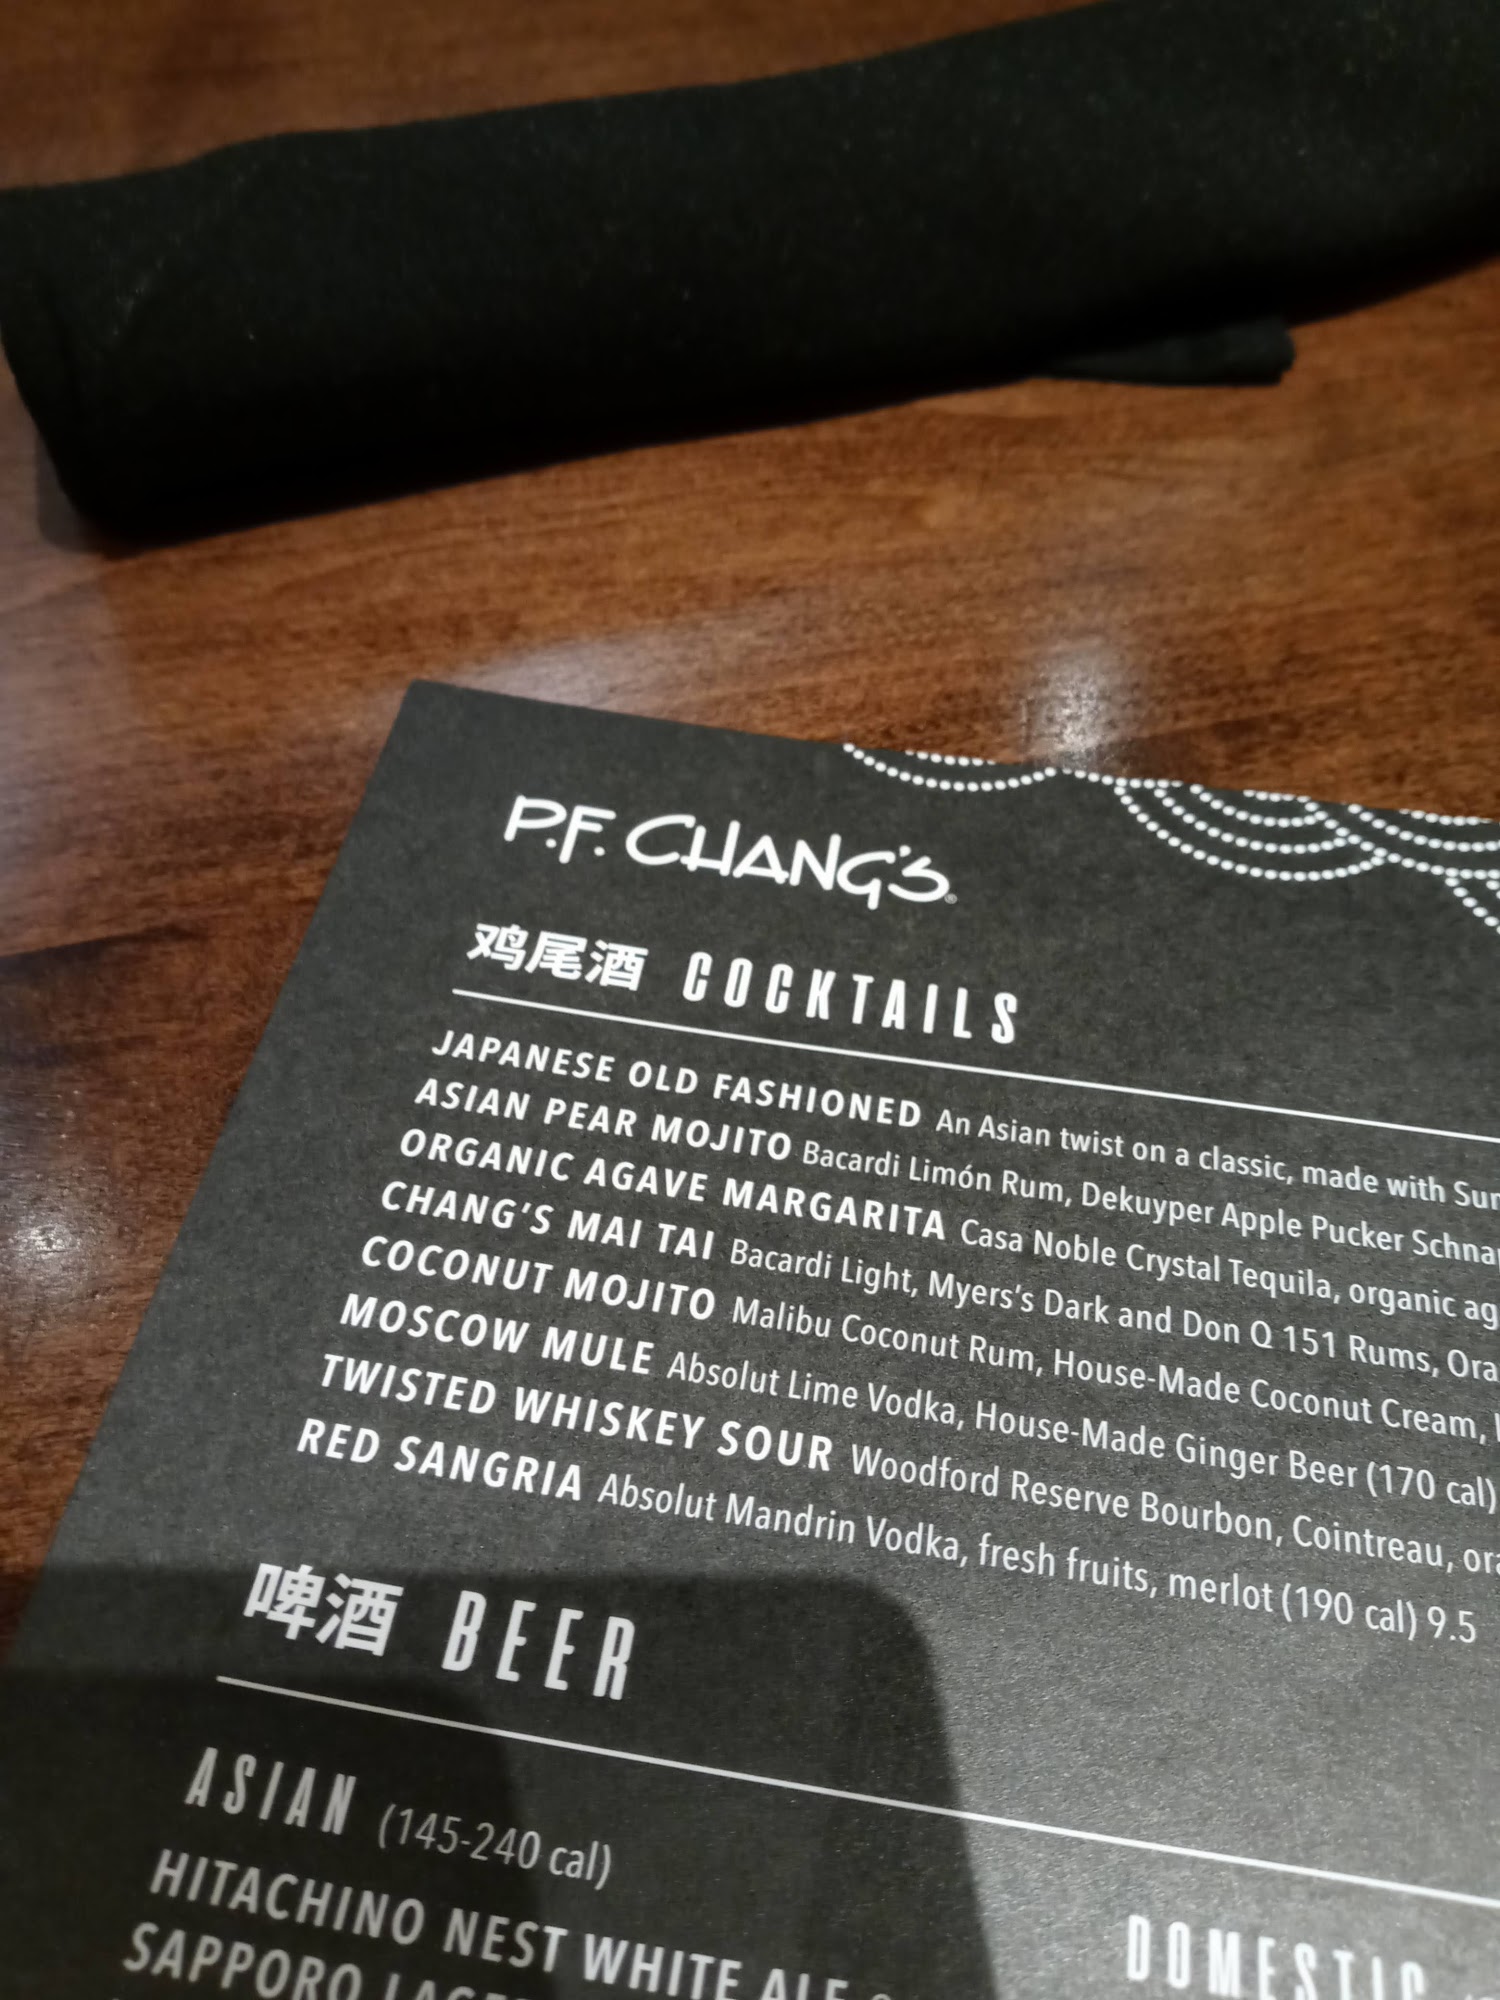 P.F. CHANG'S®
鸡尾酒 COCKTAILS
JAPANESE OLD FASHIONED An Asian twist on a classic, made with
ASIAN PEAR MOJITO Bacardi Limón Rum, Dekuyper Apple Pucker
ORGANIC AGAVE MARGARITA Casa Noble Crystal Tequila, organic
CHANG'S MAI TAI Bacardi Light, Myers's Dark and Don Q 151 Rums,
COCONUT MOJITO Malibu Coconut Rum, House-Made Coconut Cream,
MOSCOW MULE Absolut Lime Vodka, House-Made Ginger Beer (170 cal)
TWISTED WHISKEY SOUR Woodford Reserve Bourbon, Cointreau,
RED SANGRIA Absolut Mandrin Vodka, fresh fruits, merlot (190 cal) 9.5
啤酒 BEER
ASIAN (145-240 cal)
DOMESTIC
HITACHINO NEST WHITE ALE
SAPPORO